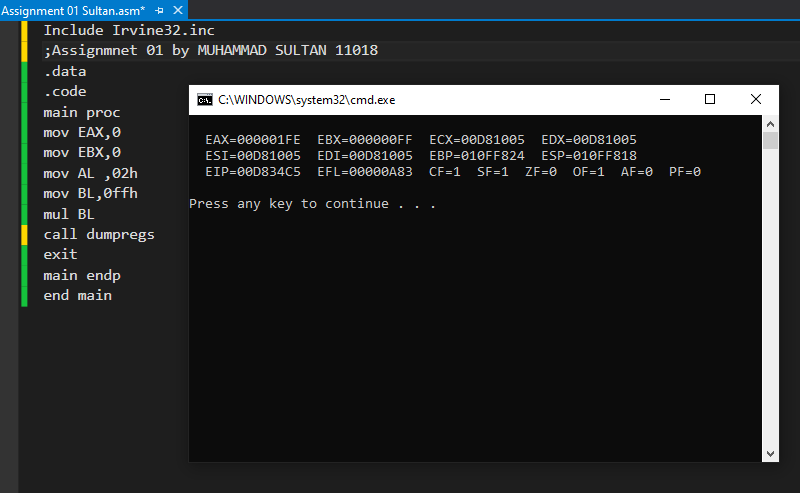 Assignment 01 Sultan.asm*
Include Irvine32.inc
;Assignmnet 01 by MUHAMMAD SULTAN 11018
.data
.code
main proc
mov EAX,0
mov EBX,0
mov AL ,02h
mov BL,0ffh
mul BL
call dumpregs
exit
main endp
end main
C:\WINDOWS\system32\cmd.exe
EAX=000001FE EBX=000000FF ECX=00D81005 EDX=00D81005
ESI=00D81005 EDI=00D81005 EBP=010FF824 ESP=010FF818
EIP=00D834C5 EFL=00000A83 CF=1 SF=1 ZF=0 OF=1 AF=0 PF=0
Press any key to continue . . .